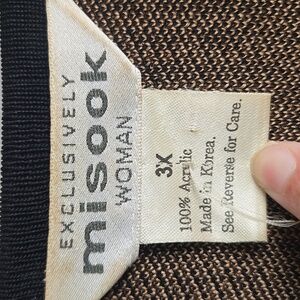 EXCLUSIVELY
misook
WOMAN
3X
100% Acrylic
Made in Korea.
See Reverse for Care.